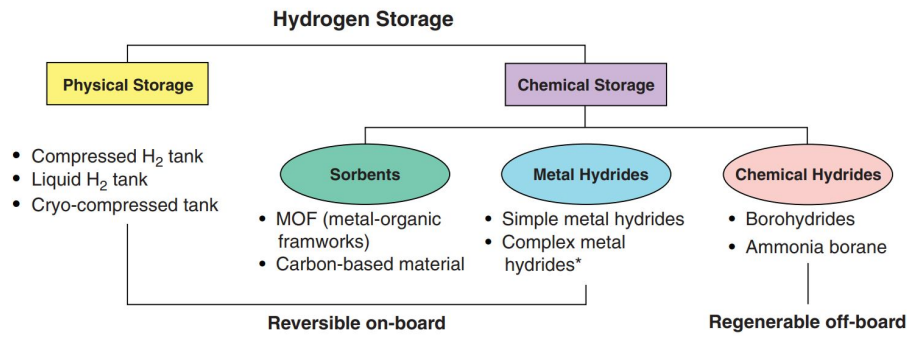 Hydrogen Storage
Physical Storage
Chemical Storage
• Compressed H₂ tank
• Liquid H₂ tank
• Cryo-compressed tank
Sorbents
• MOF (metal-organic
framworks)
• Carbon-based material
Metal Hydrides
• Simple metal hydrides
• Complex metal
hydrides*
Chemical Hydrides
• Borohydrides
• Ammonia borane
Reversible on-board
Regenerable off-board